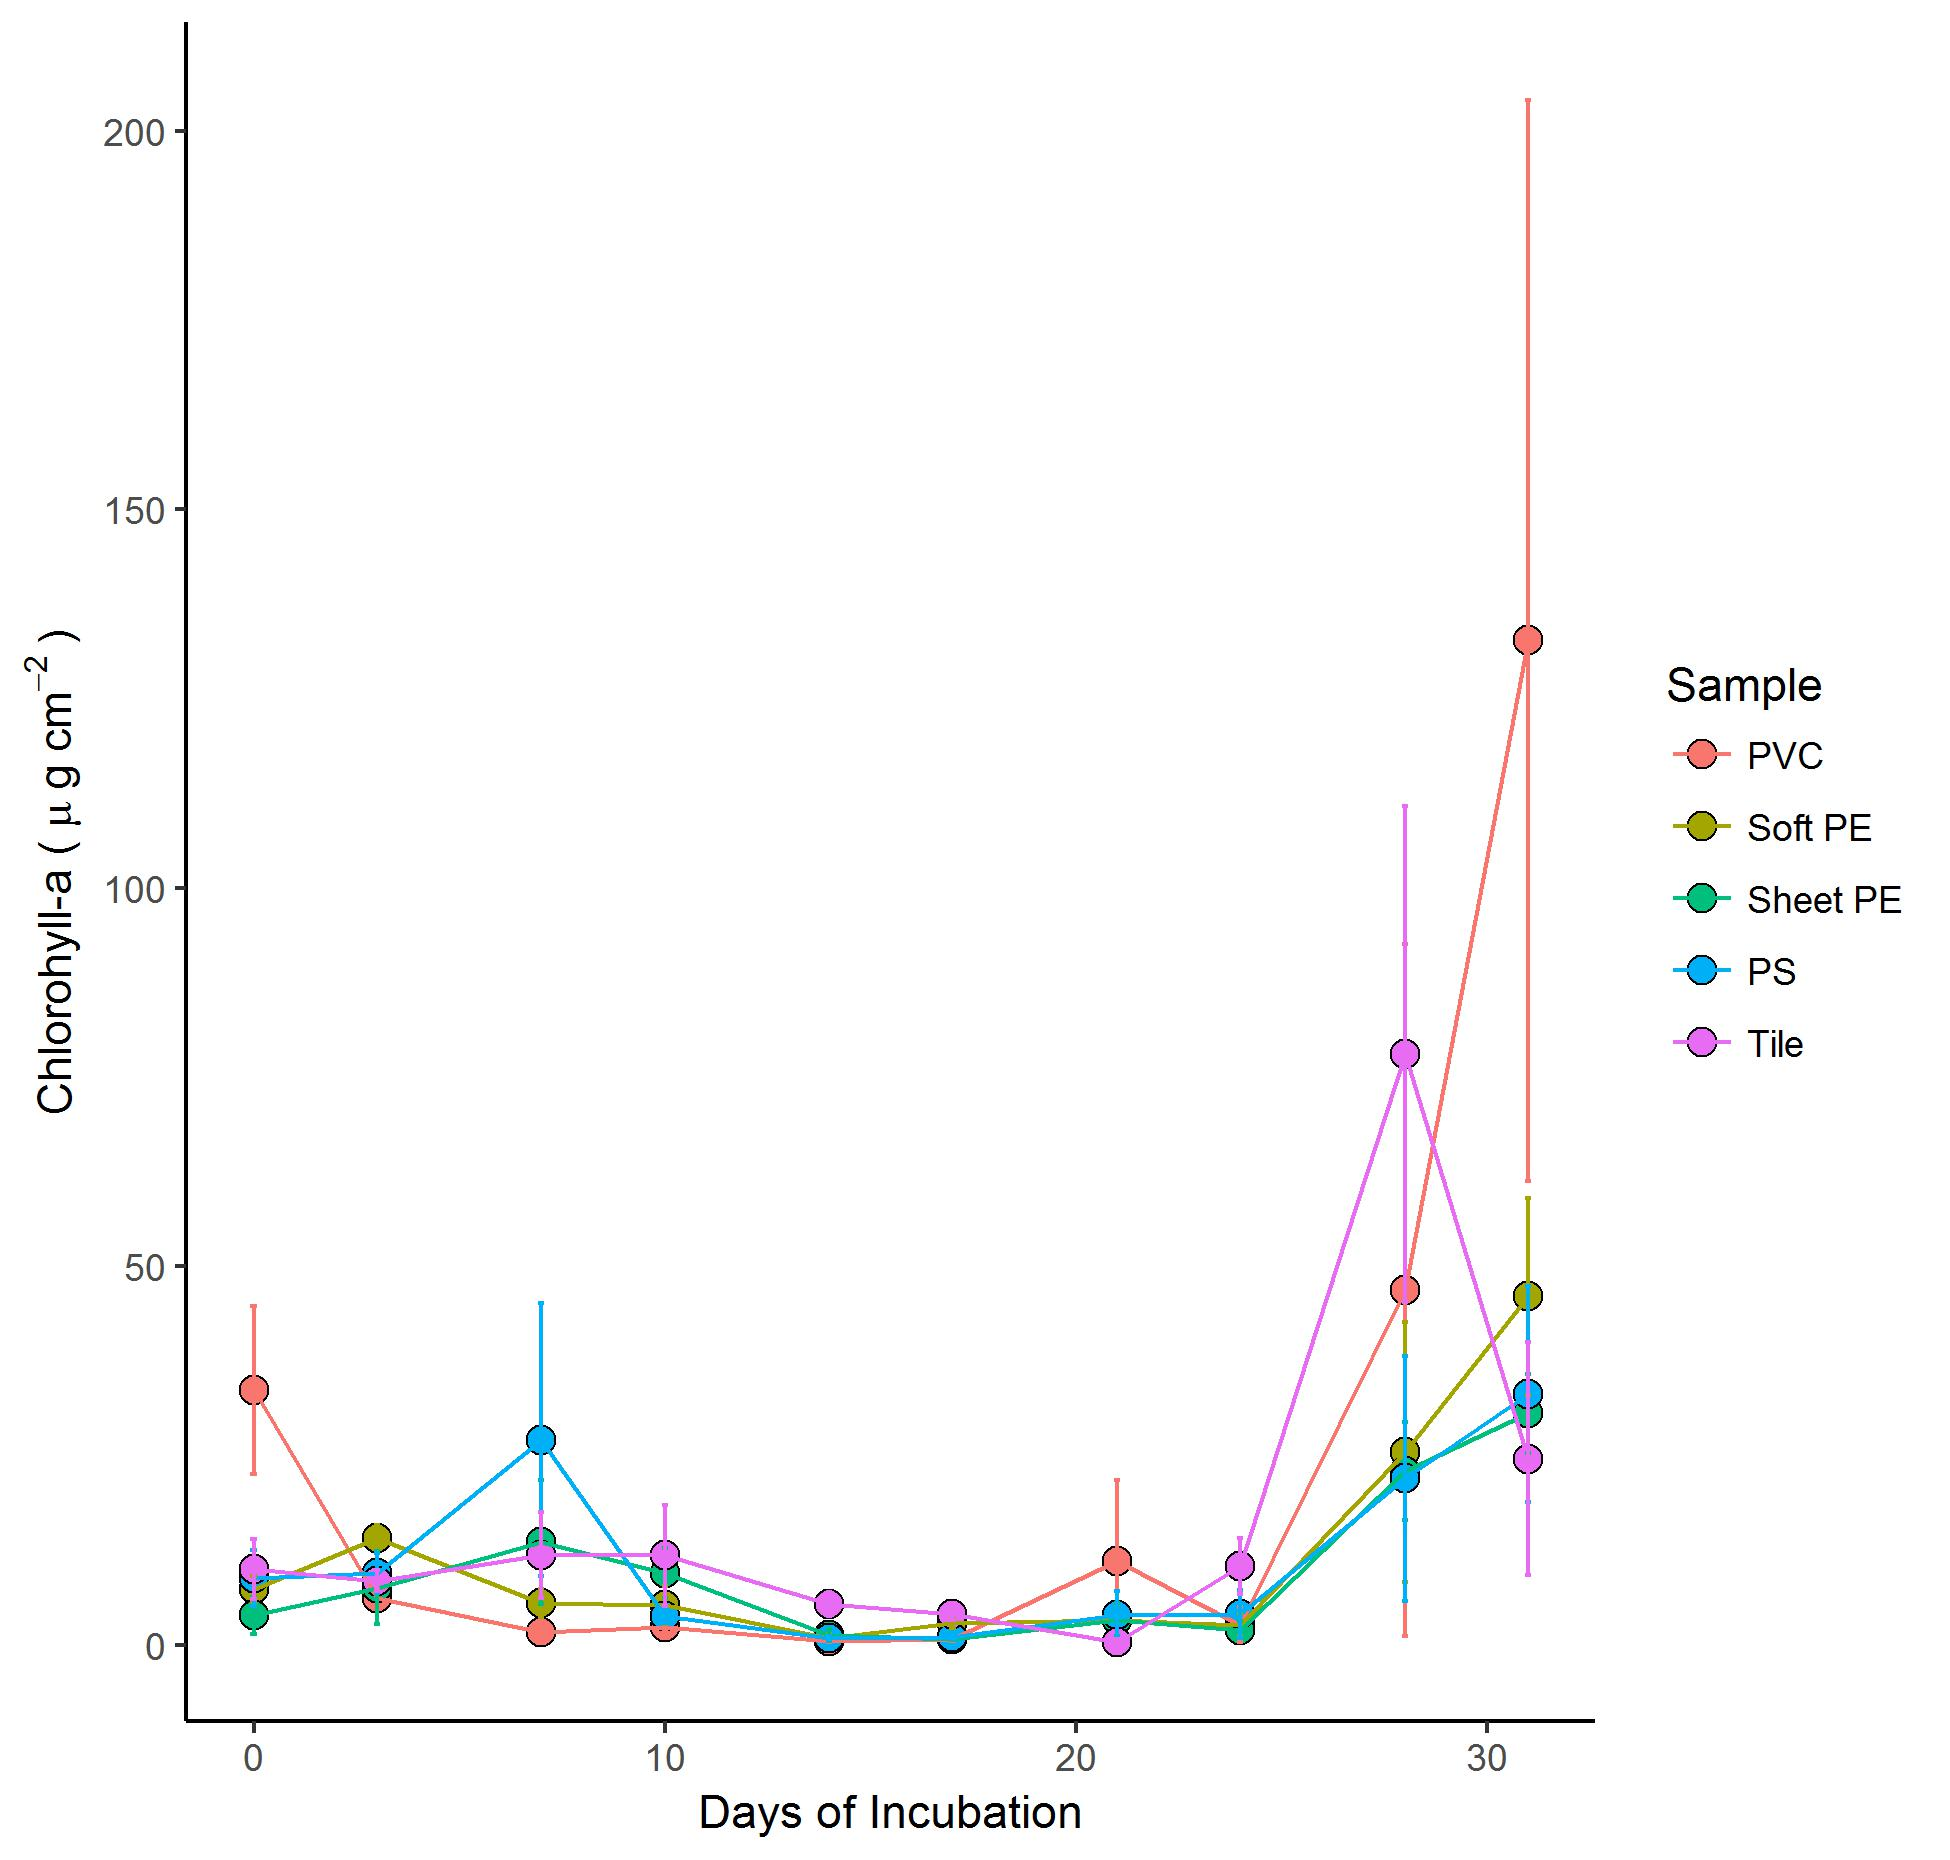 200
150
100
50
0
0 10 20 30
Days of Incubation
Chlorohyll-a ( μ g cm⁻² )
Sample
PVC
Soft PE
Sheet PE
PS
Tile